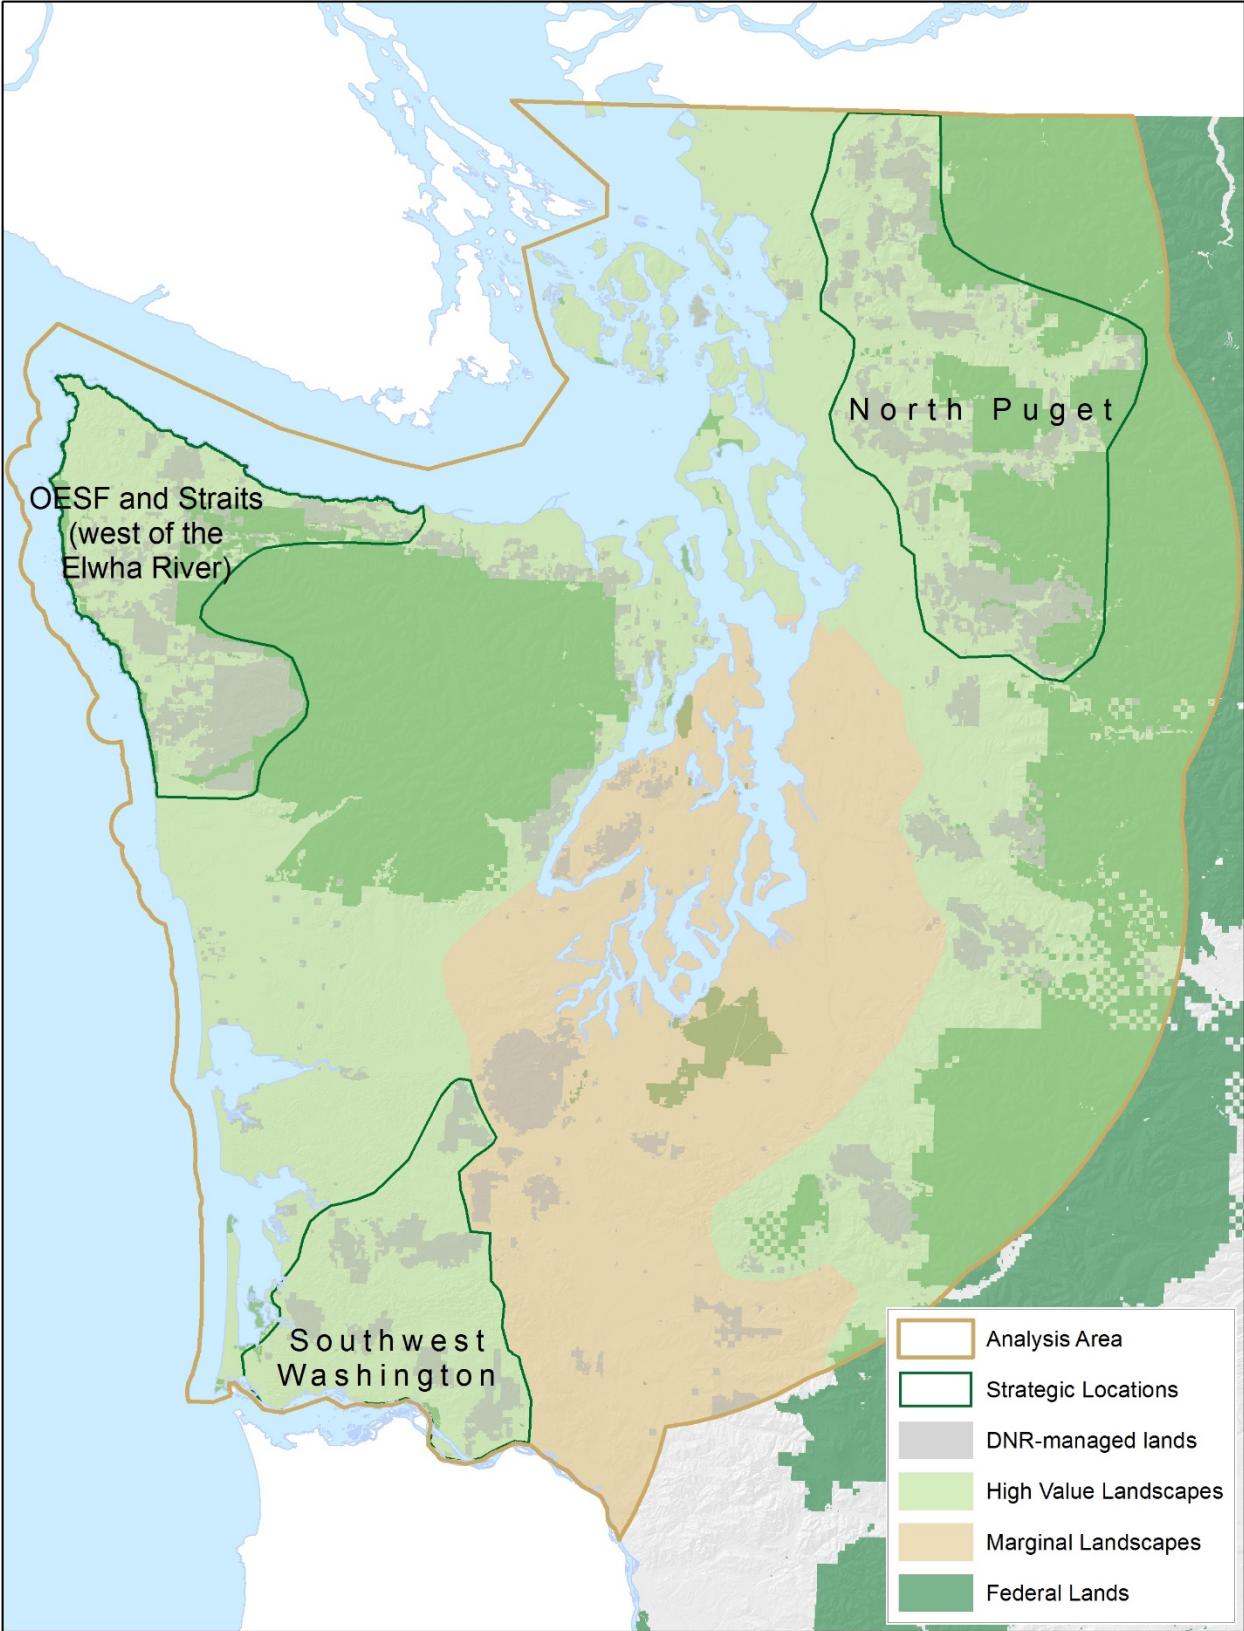 North Puget
OESF and Straits
(west of the
Elwha River)
Southwest
Washington
Analysis Area
Strategic Locations
DNR-managed lands
High Value Landscapes
Marginal Landscapes
Federal Lands